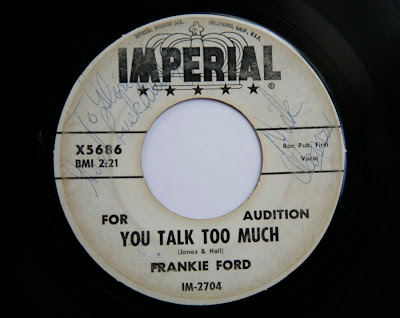 IMPERIAL
®
X5686
BMI 2:21
Ron Pub. Firm
Vocal
FOR AUDITION
YOU TALK TOO MUCH
(Jones & Hall)
FRANKIE FORD
IM-2704